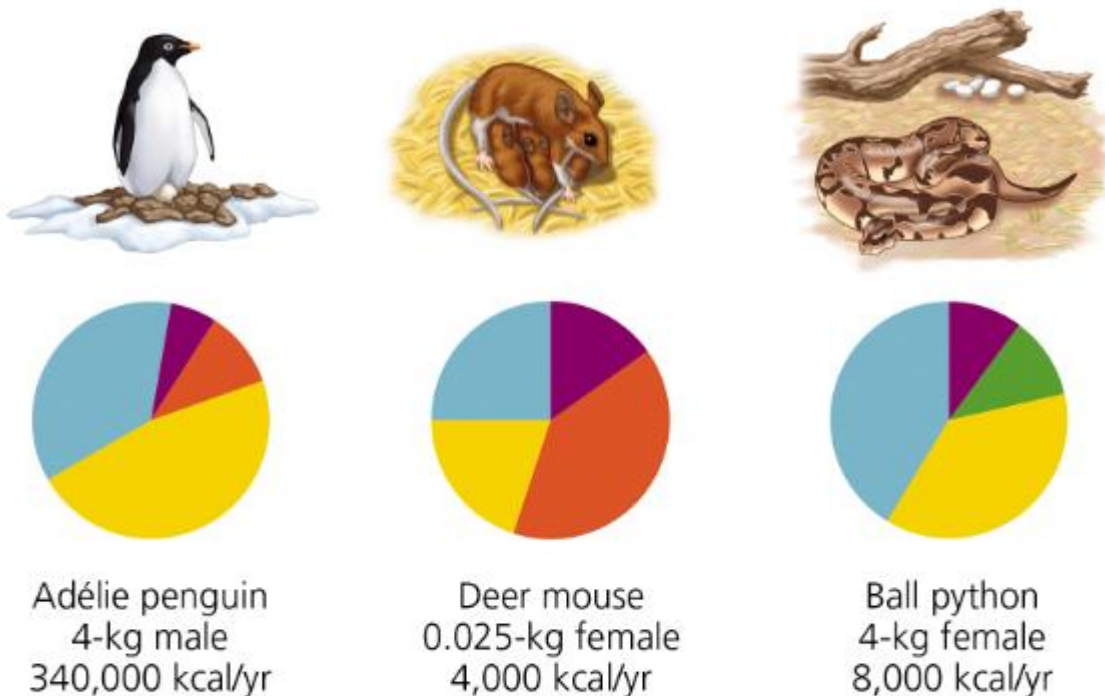 Adélie penguin
4-kg male
340,000 kcal/yr
Deer mouse
0.025-kg female
4,000 kcal/yr
Ball python
4-kg female
8,000 kcal/yr